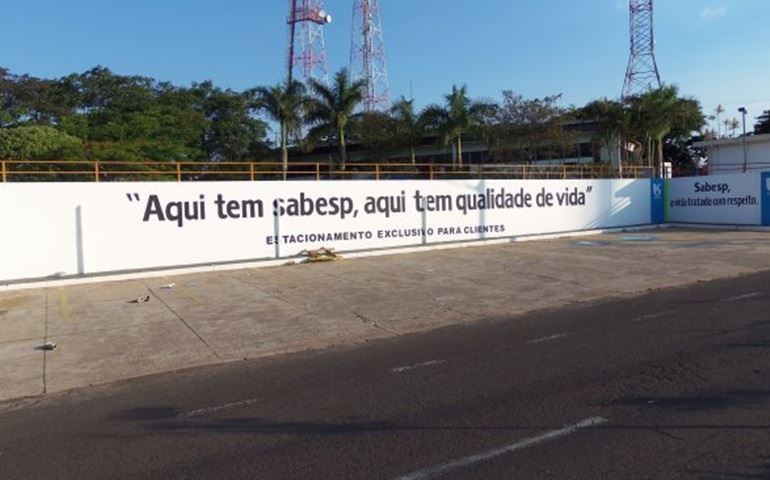 "Aqui tem sabesp, aqui tem qualidade de vida"
ESTACIONAMENTO EXCLUSIVO PARA CLIENTES
Sabesp,
a vida tratada com respeito.